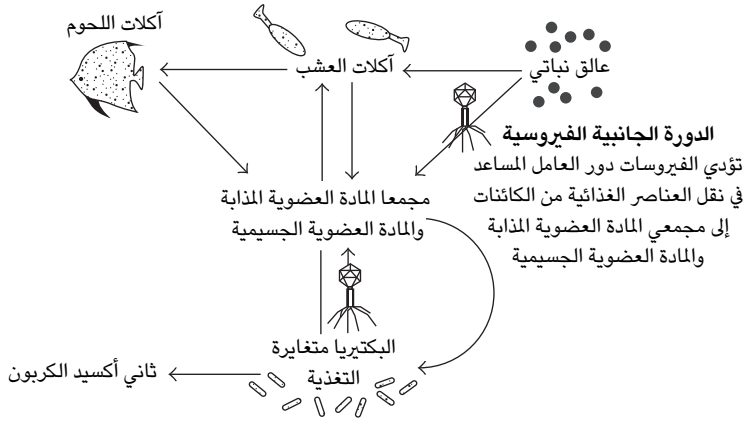 آكلات اللحوم
آكلات العشب
عالق نباتي
الدورة الجانبية الفيروسية
تؤدي الفيروسات دور العامل المساعد
في نقل العناصر الغذائية من الكائنات
إلى مجمعي المادة العضوية المذابة
والمادة العضوية الجسيمية
مجمعا المادة العضوية المذابة
والمادة العضوية الجسيمية
البكتيريا متغايرة
التغذية
ثاني أكسيد الكربون